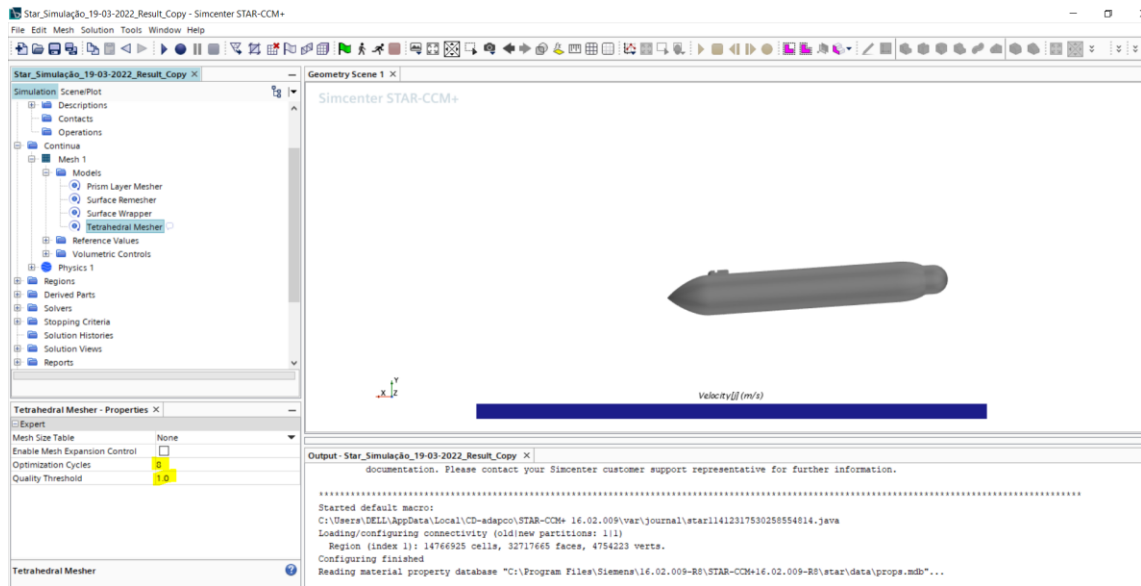 Star_Simulação_19-03-2022_Result_Copy - Simcenter STAR-CCM+
File Edit Mesh Solution Tools Window Help
Star_Simulação_19-03-2022_Result_Copy
Simulation Scene/Plot
Descriptions
Contacts
Operations
Continua
Mesh 1
Models
Prism Layer Mesher
Surface Remesher
Surface Wrapper
Tetrahedral Mesher
Reference Values
Volumetric Controls
Physics 1
Regions
Derived Parts
Solvers
Stopping Criteria
Solution Histories
Solution Views
Reports
Tetrahedral Mesher - Properties
Expert
Mesh Size Table None
Enable Mesh Expansion Control
Optimization Cycles 8
Quality Threshold 1.0
Tetrahedral Mesher
Geometry Scene 1
Simcenter STAR-CCM+
Y
X Z
Velocity[j] (m/s)
Output - Star_Simulação_19-03-2022_Result_Copy
documentation. Please contact your Simcenter customer support representative for further information.
Started default macro:
C:\Users\DELL\AppData\Local\CD-adapco\STAR-CCM+ 16.02.009\var\journal\star11412317530258554814.java
Loading/configuring connectivity (old|new partitions: 1|1)
Region (index 1): 14766925 cells, 32717665 faces, 4754223 verts.
Configuring finished
Reading material property database "C:\Program Files\Siemens\16.02.009-R8\STAR-CCM+16.02.009-R8\star\data\props.mdb"...